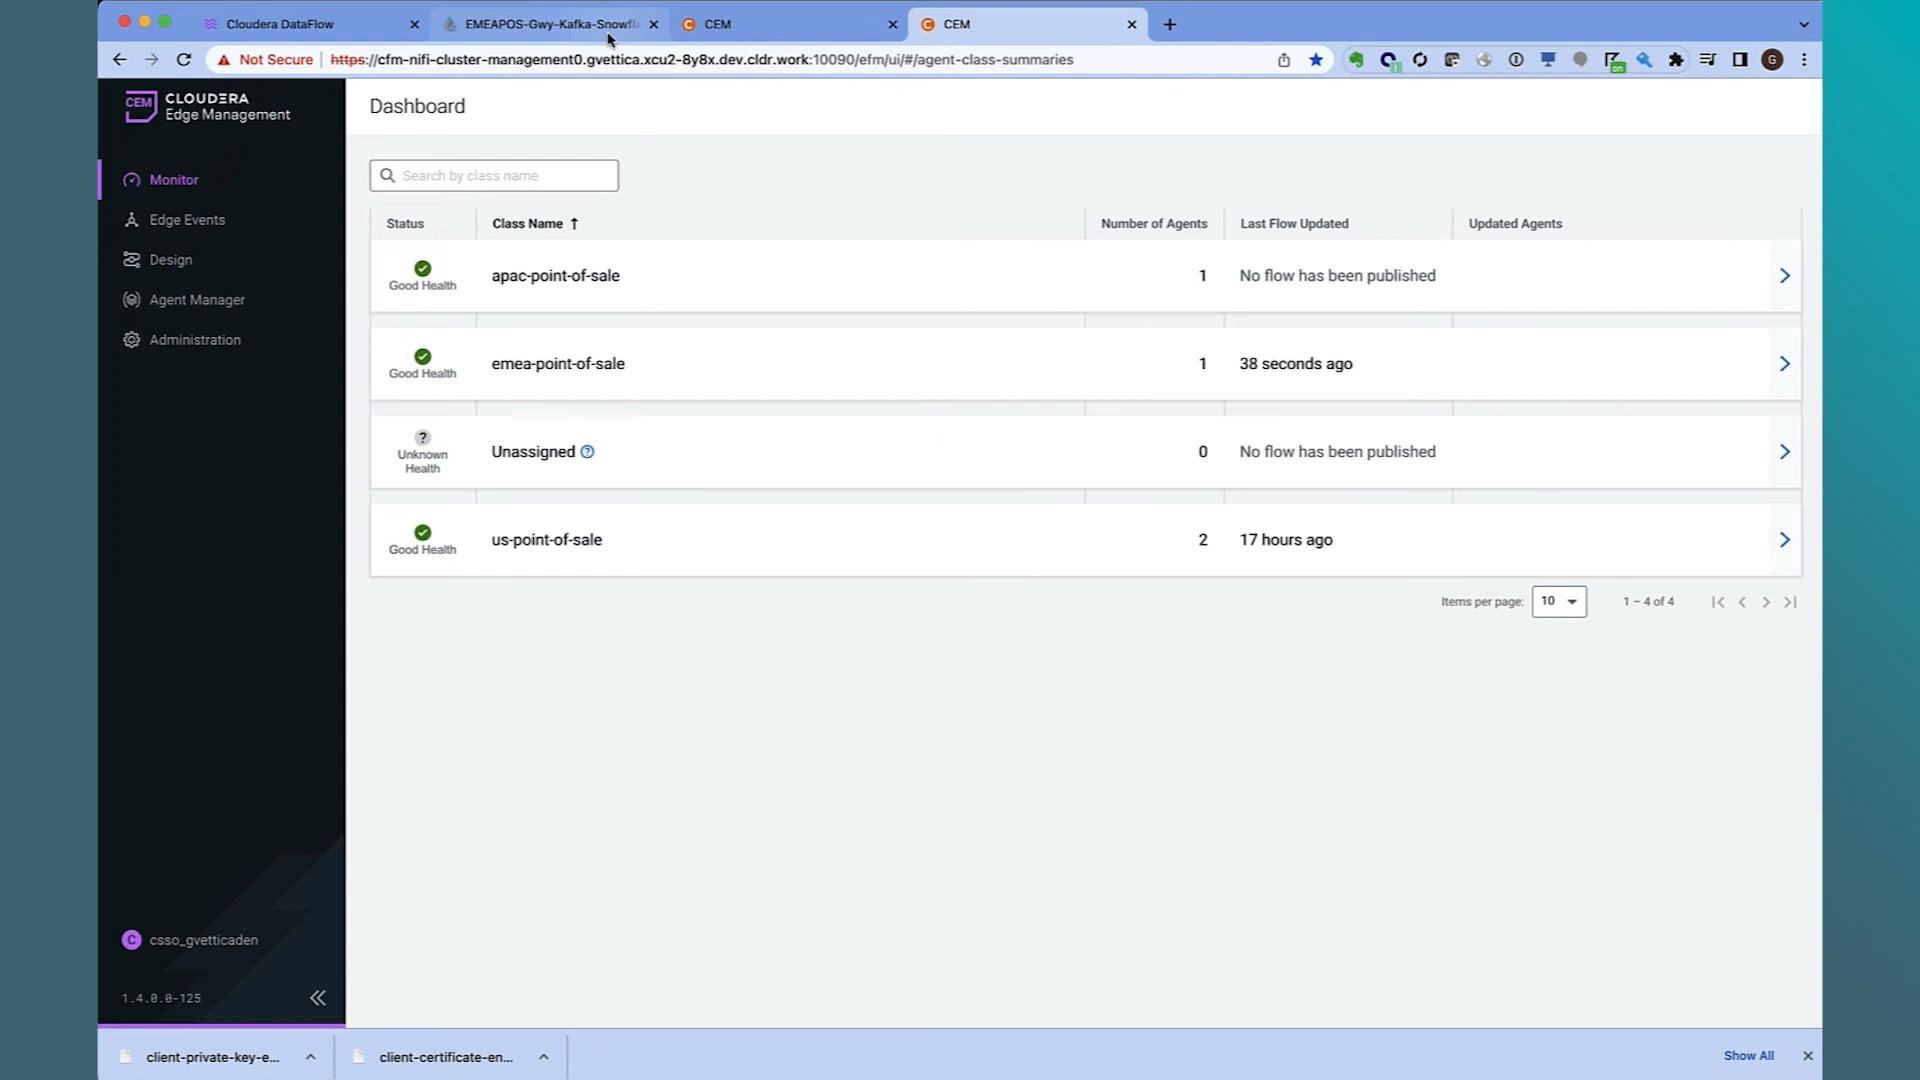 Cloudera DataFlow
EMEAPOS-Gwy-Kafka-Snowfl
CEM
CEM
Not Secure
https://cfm-nifi-cluster-management0.gvettica.xcu2-8y8x.dev.cldr.work:10090/efm/ui/#/agent-class-summaries
on
G
CEM
CLOUDERA
Edge Management
Dashboard
Monitor
Edge Events
Design
Agent Manager
Administration
Search by class name
Status
Class Name
Number of Agents
Last Flow Updated
Updated Agents
Good Health
apac-point-of-sale
1
No flow has been published
Good Health
emea-point-of-sale
1
38 seconds ago
?
Unknown
Health
Unassigned ?
0
No flow has been published
Good Health
us-point-of-sale
2
17 hours ago
Items per page:
10
1 – 4 of 4
C
csso_gvetticaden
1.4.0.0-125
client-private-key-e...
client-certificate-en...
Show All